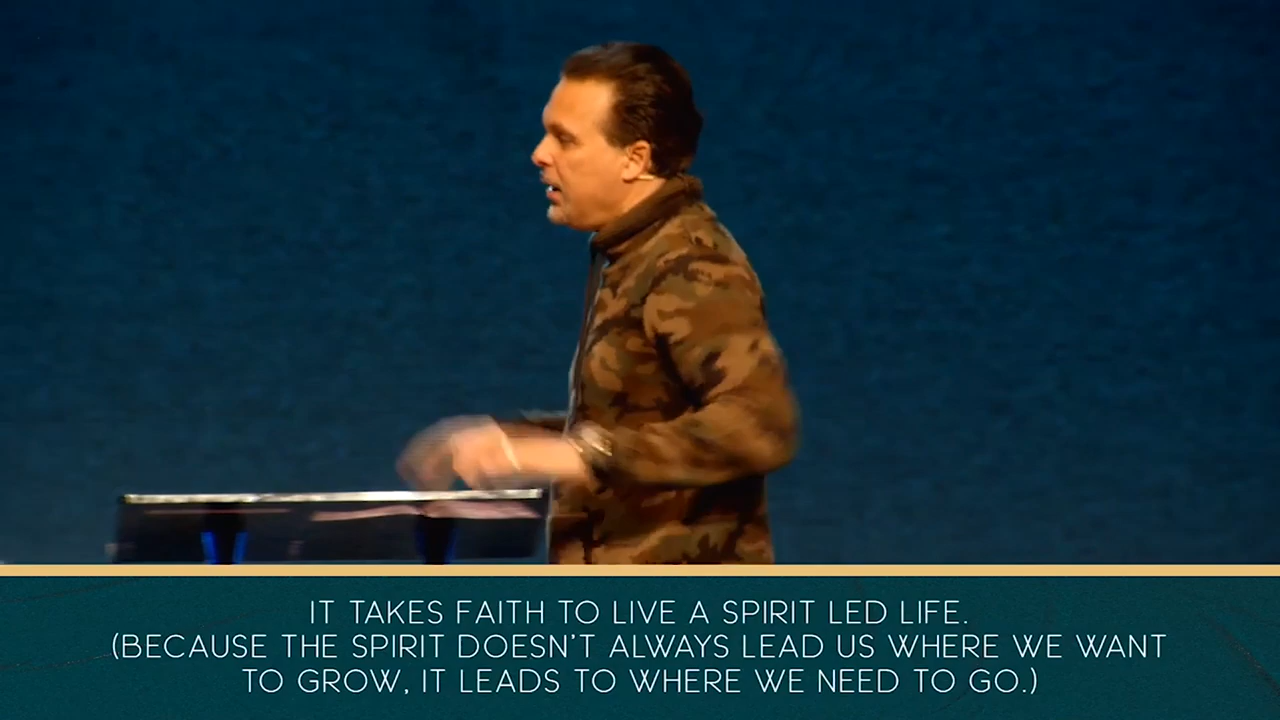 IT TAKES FAITH TO LIVE A SPIRIT LED LIFE.
(BECAUSE THE SPIRIT DOESN'T ALWAYS LEAD US WHERE WE WANT
TO GROW, IT LEADS TO WHERE WE NEED TO GO.)